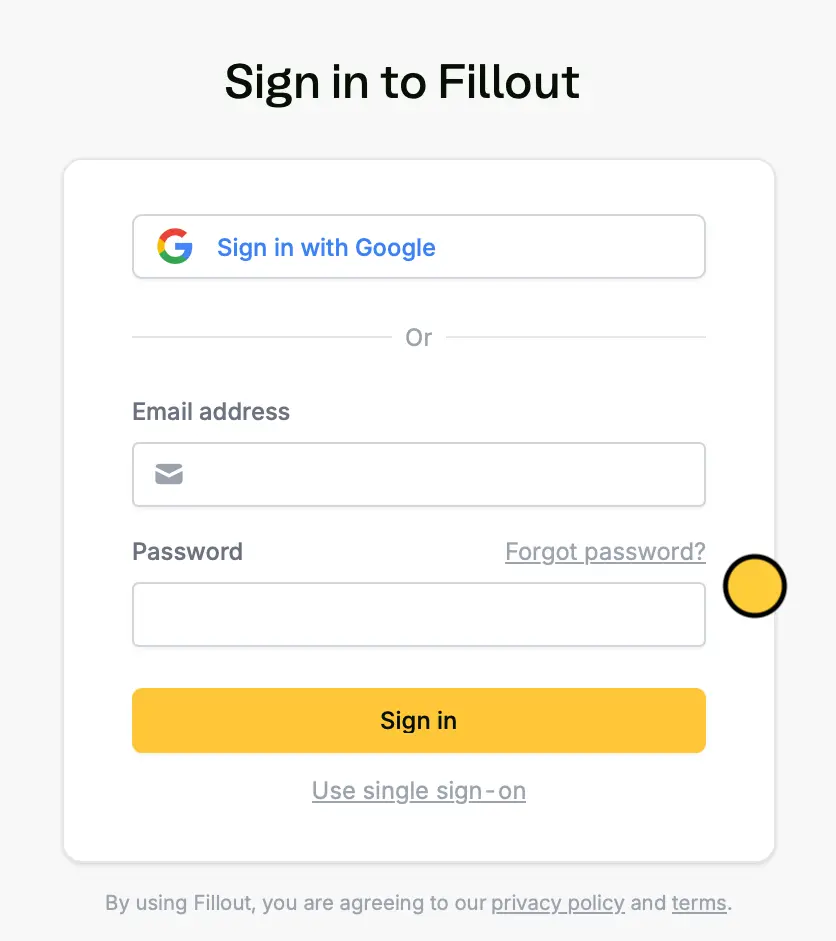 Sign in to Fillout
Sign in with Google
Or
Email address
Password
Forgot password?
Sign in
Use single sign-on
By using Fillout, you are agreeing to our privacy policy and terms.